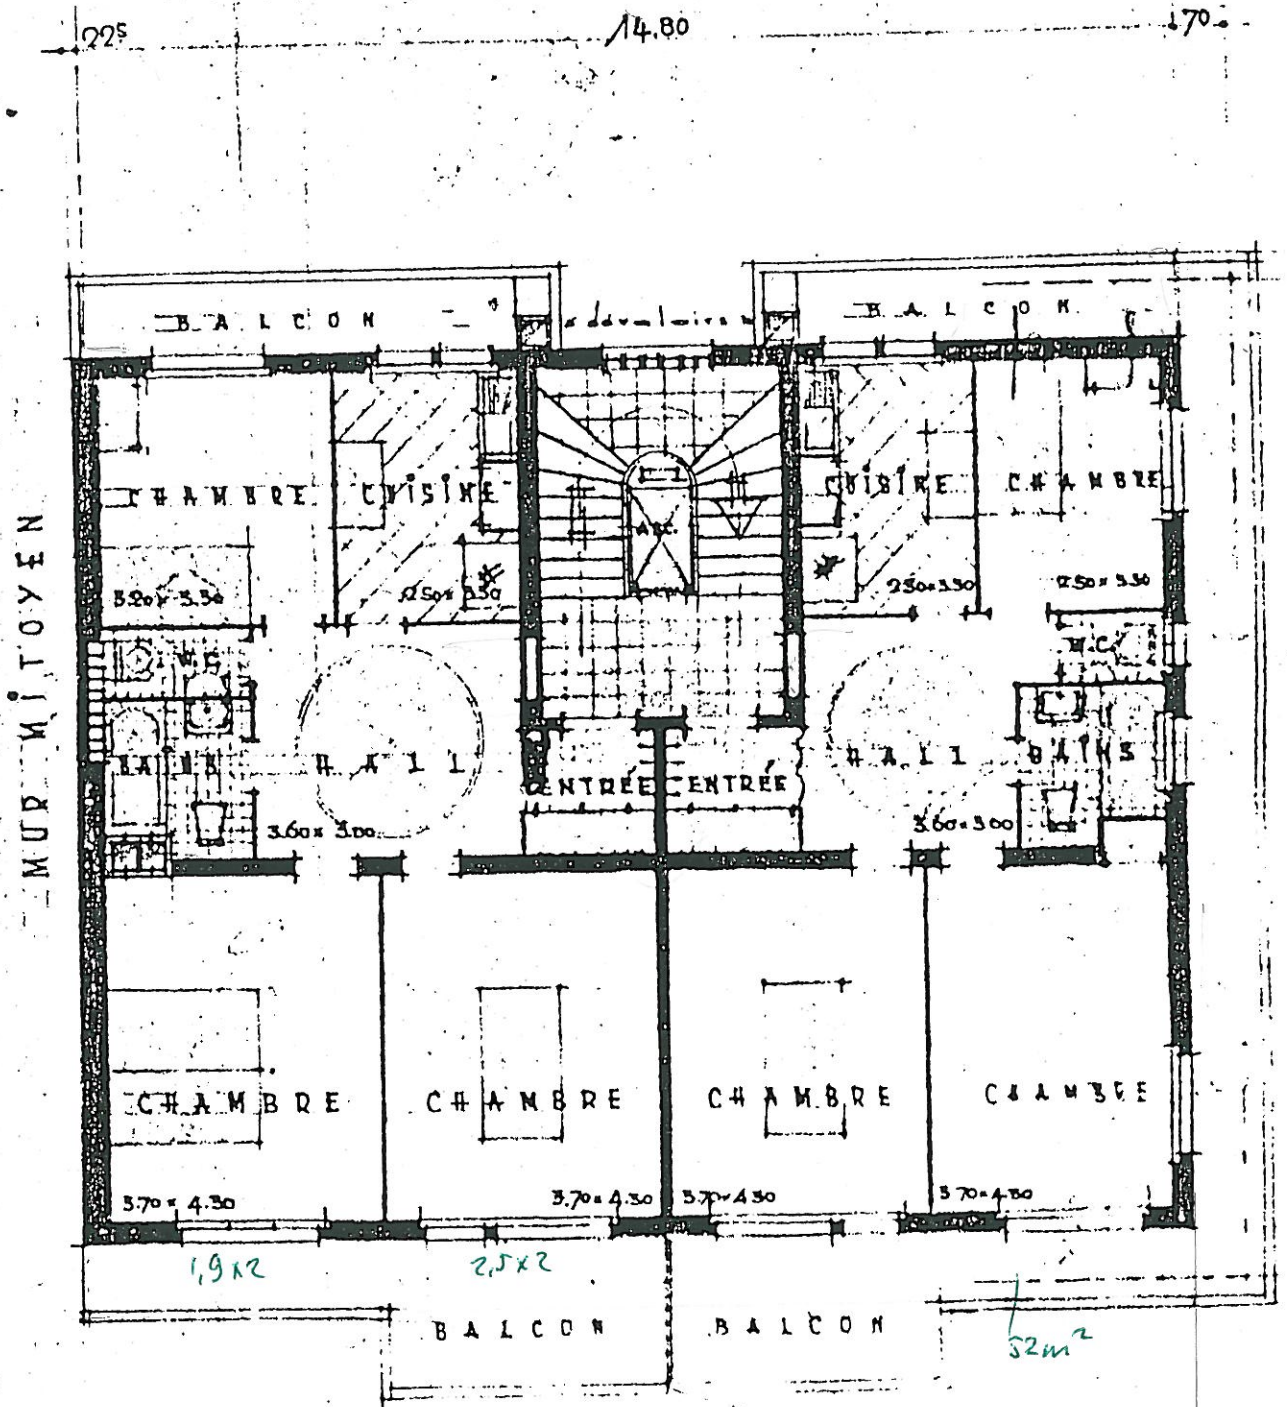 22⁵ 14.80 70
BALCON dévaloirs BALCON
CHAMBRE CUISINE CUISINE CHAMBRE
ASC.
3.20 × 3.30 2.50 × 3.30 2.50 × 3.30 2.50 × 3.30
W.C. W.C.
MUR MITOYEN
BAINS HALL ENTRÉE ENTRÉE HALL BAINS
3.60 × 3.00 3.60 × 3.00
CHAMBRE CHAMBRE CHAMBRE CHAMBRE
3.70 × 4.30 3.70 × 4.30 3.70 × 4.30 3.70 × 4.30
1,9 x 2 2,5 x 2
BALCON BALCON
52m²